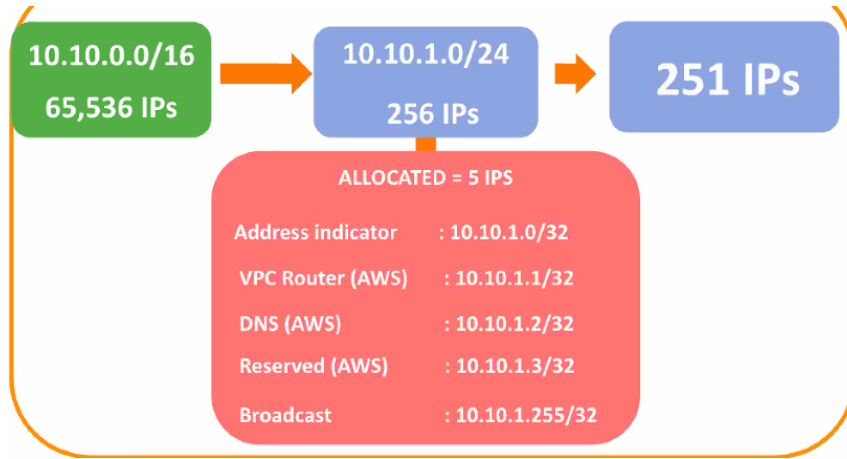 10.10.0.0/16
65,536 IPs
10.10.1.0/24
256 IPs
251 IPs
ALLOCATED = 5 IPS
Address indicator : 10.10.1.0/32
VPC Router (AWS) : 10.10.1.1/32
DNS (AWS) : 10.10.1.2/32
Reserved (AWS) : 10.10.1.3/32
Broadcast : 10.10.1.255/32